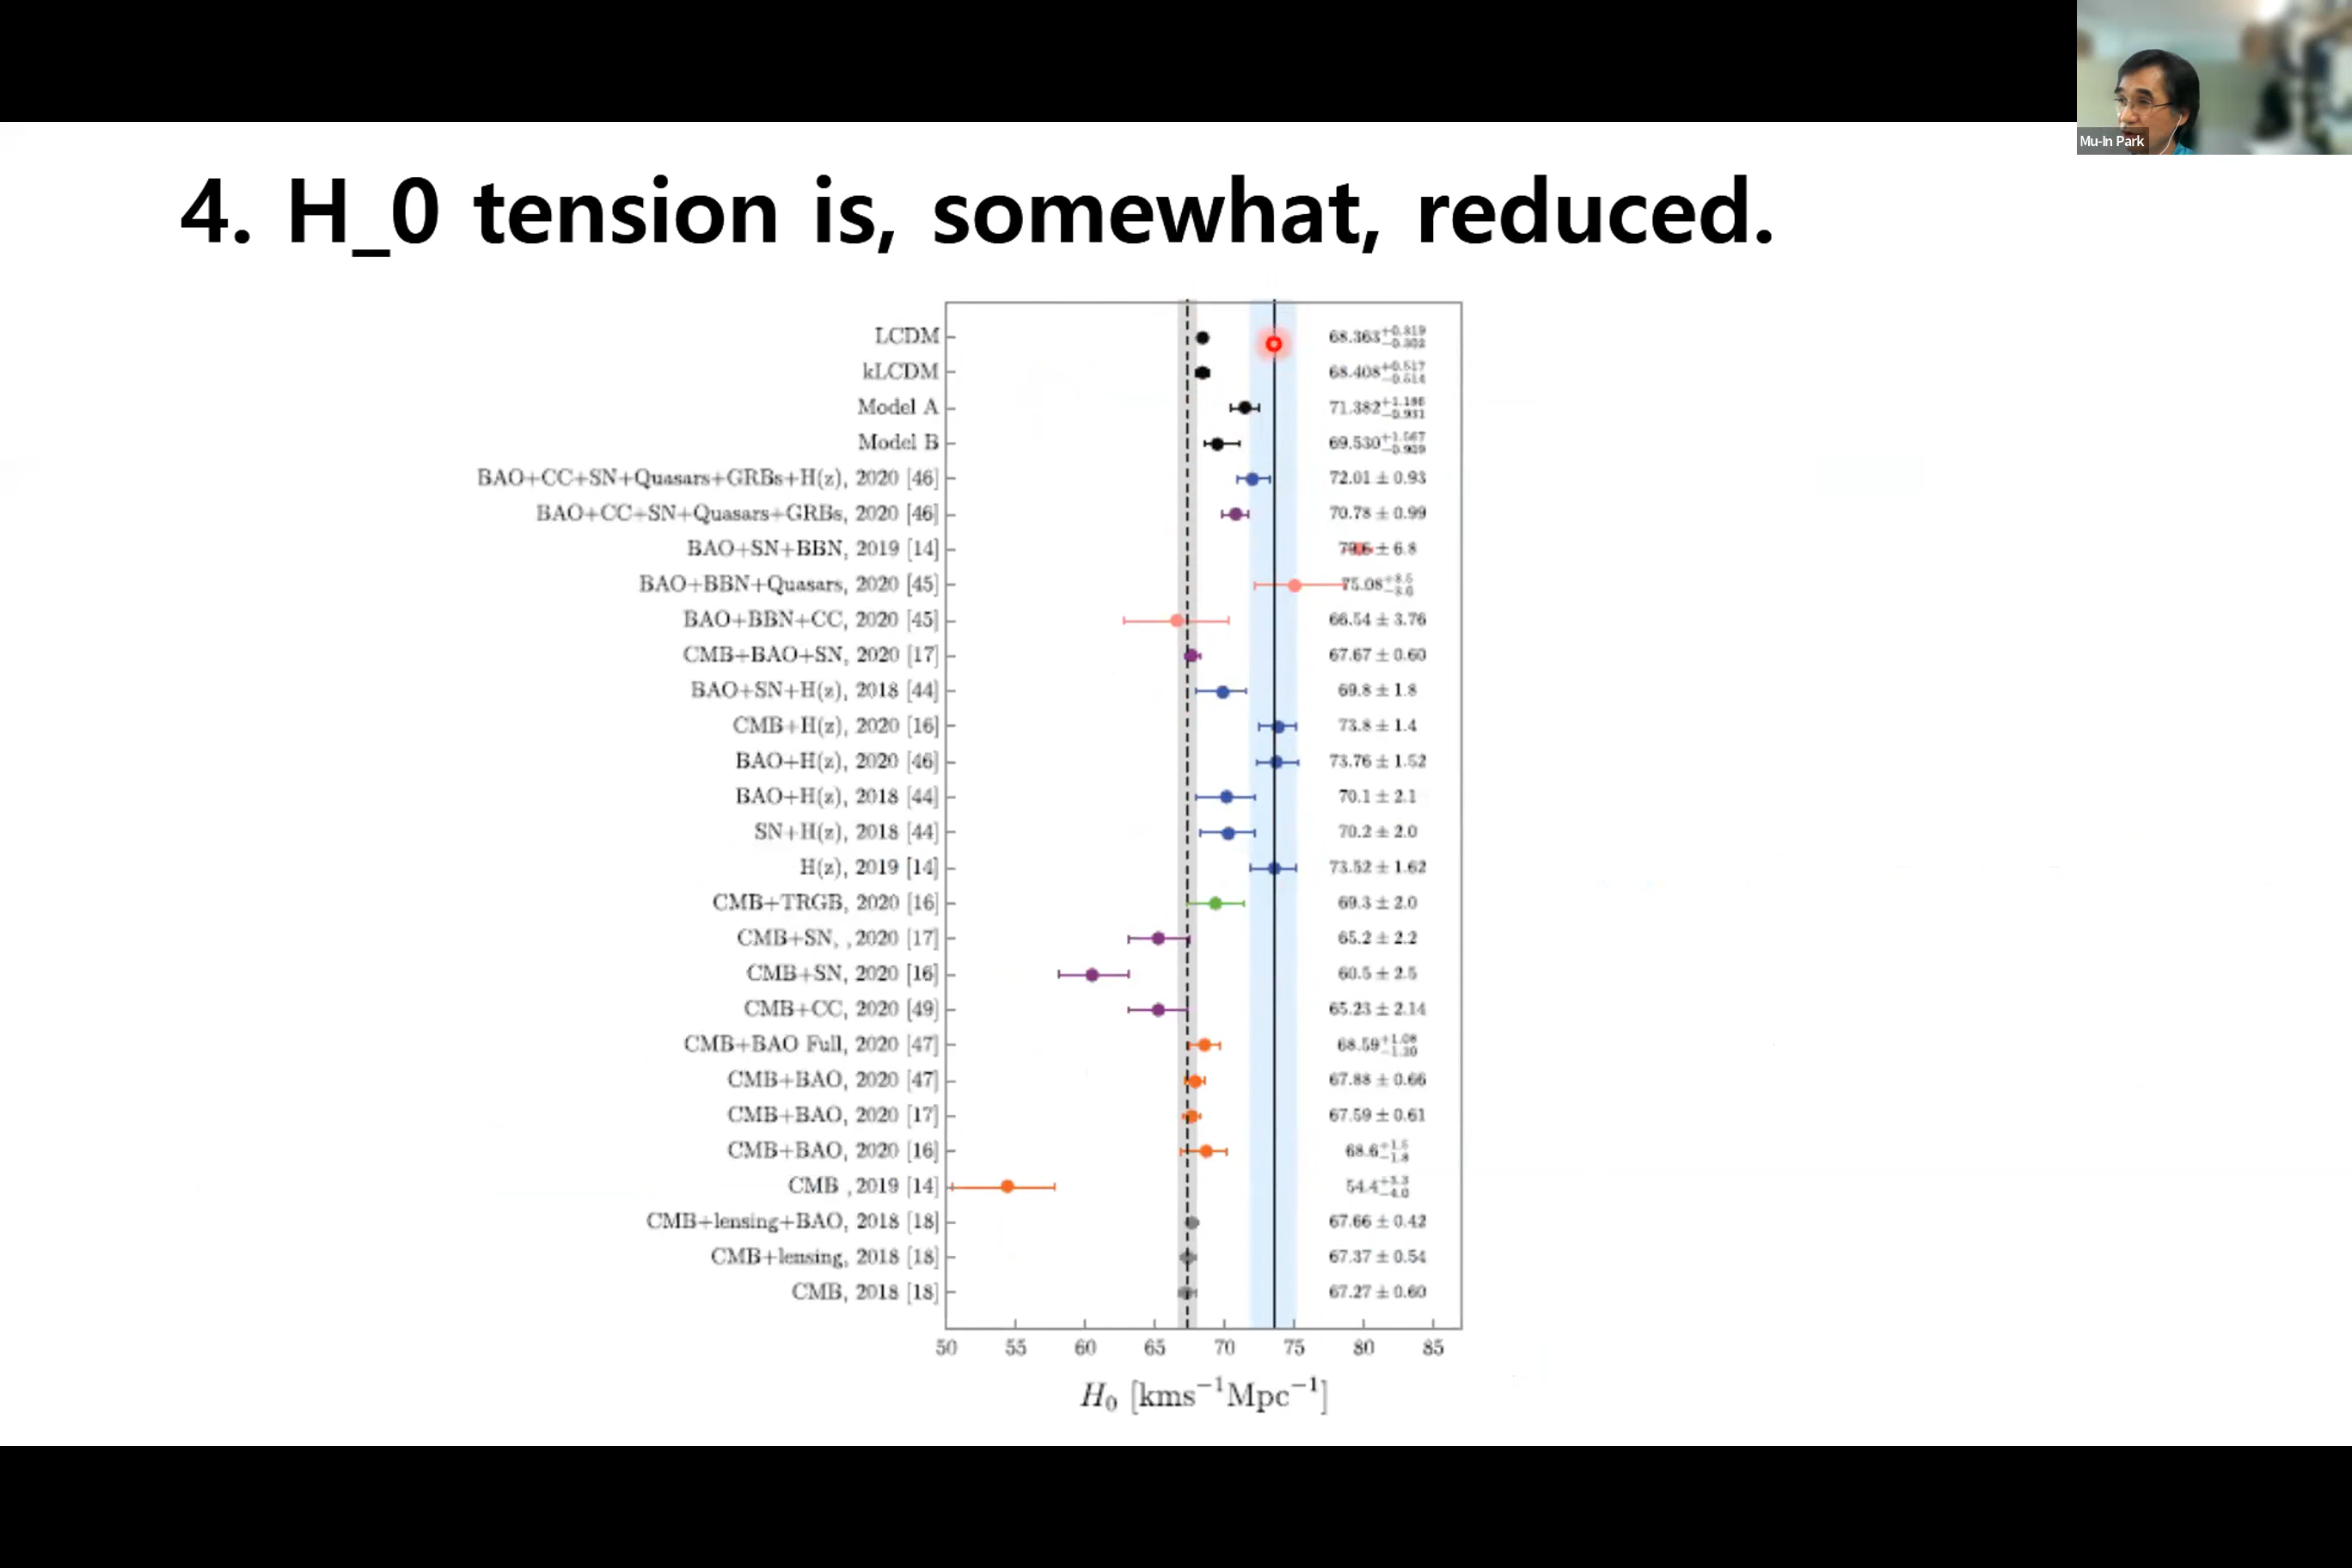 Mu-In Park
4. H_0 tension is, somewhat, reduced.
LCDM 68.363
kLCDM 68.408
Model A 71.382
Model B 69.530
BAO+CC+SN+Quasars+GRBs+H(z), 2020 [46] 72.01 ± 0.93
BAO+CC+SN+Quasars+GRBs, 2020 [46] 70.78 ± 0.99
BAO+SN+BBN, 2019 [14] ± 6.8
BAO+BBN+Quasars, 2020 [45] 75.08
BAO+BBN+CC, 2020 [45] 66.54 ± 3.76
CMB+BAO+SN, 2020 [17] 67.67 ± 0.60
BAO+SN+H(z), 2018 [44] 69.8 ± 1.8
CMB+H(z), 2020 [16] 73.8 ± 1.4
BAO+H(z), 2020 [46] 73.76 ± 1.52
BAO+H(z), 2018 [44] 70.1 ± 2.1
SN+H(z), 2018 [44] 70.2 ± 2.0
H(z), 2019 [14] 73.52 ± 1.62
CMB+TRGB, 2020 [16] 69.3 ± 2.0
CMB+SN, , 2020 [17] 65.2 ± 2.2
CMB+SN, 2020 [16] 60.5 ± 2.5
CMB+CC, 2020 [49] 65.23 ± 2.14
CMB+BAO Full, 2020 [47] 68.59
CMB+BAO, 2020 [47] 67.88 ± 0.66
CMB+BAO, 2020 [17] 67.59 ± 0.61
CMB+BAO, 2020 [16] 68.6
CMB , 2019 [14] 54.4
CMB+lensing+BAO, 2018 [18] 67.66 ± 0.42
CMB+lensing, 2018 [18] 67.37 ± 0.54
CMB, 2018 [18] 67.27 ± 0.60
50 55 60 65 70 75 80 85
H₀ [kms⁻¹Mpc⁻¹]